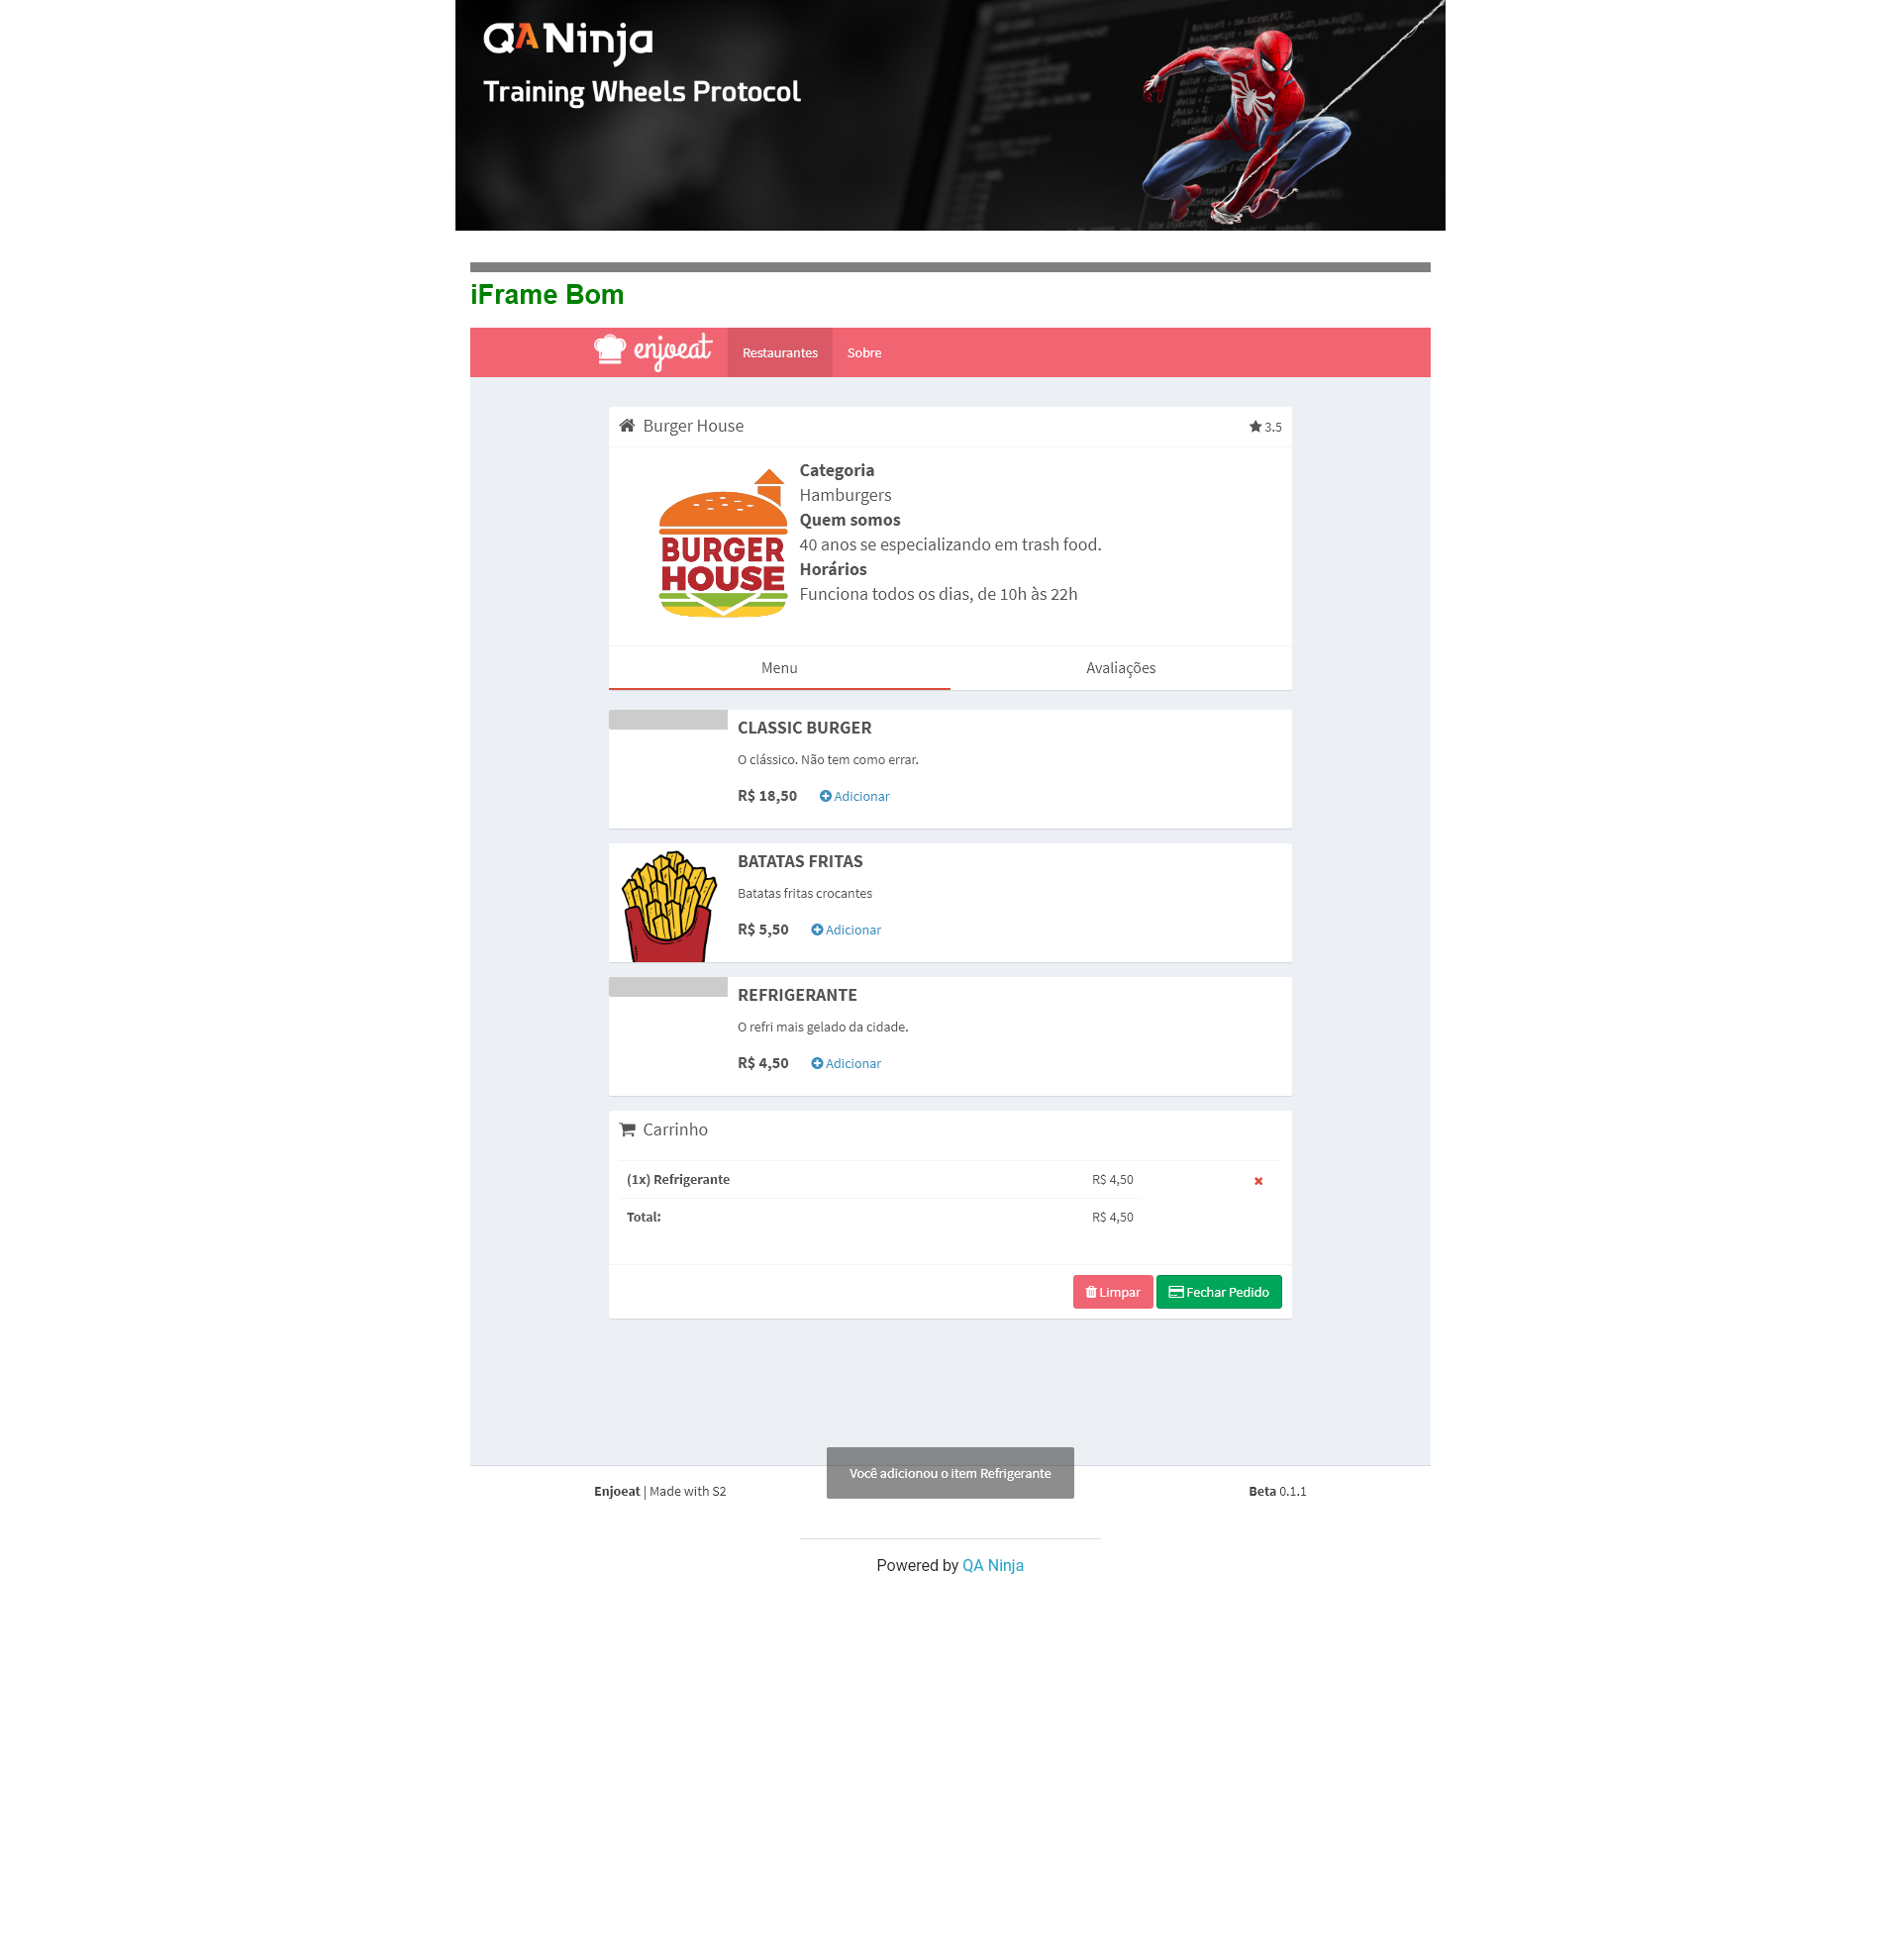 QANinja
Training Wheels Protocol
iFrame Bom
enjoeat Restaurantes Sobre
Burger House 3.5
BURGER
HOUSE
Categoria
Hamburgers
Quem somos
40 anos se especializando em trash food.
Horários
Funciona todos os dias, de 10h às 22h
Menu Avaliações
CLASSIC BURGER
O clássico. Não tem como errar.
R$ 18,50 Adicionar
BATATAS FRITAS
Batatas fritas crocantes
R$ 5,50 Adicionar
REFRIGERANTE
O refri mais gelado da cidade.
R$ 4,50 Adicionar
Carrinho
(1x) Refrigerante R$ 4,50
Total: R$ 4,50
Limpar Fechar Pedido
Você adicionou o item Refrigerante
Enjoeat | Made with S2 Beta 0.1.1
Powered by QA Ninja